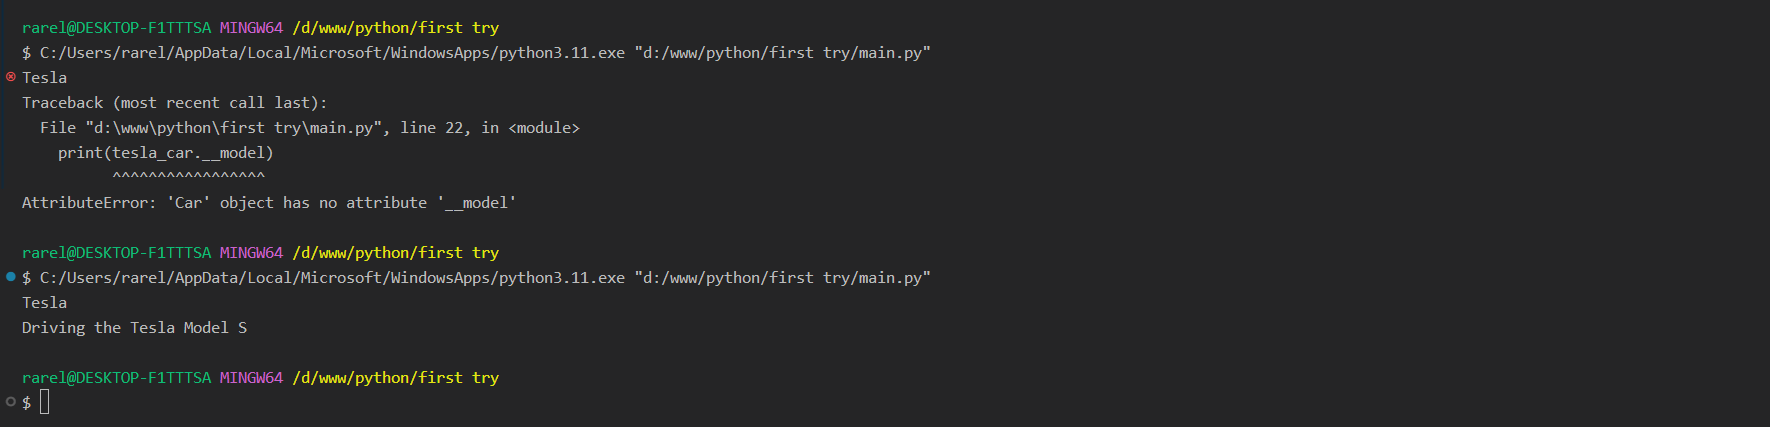 rarel@DESKTOP-F1TTTSA MINGW64 /d/www/python/first try
$ C:/Users/rarel/AppData/Local/Microsoft/WindowsApps/python3.11.exe "d:/www/python/first try/main.py"
Tesla
Traceback (most recent call last):
  File "d:\www\python\first try\main.py", line 22, in <module>
    print(tesla_car.__model)
          ^^^^^^^^^^^^^^^^^
AttributeError: 'Car' object has no attribute '__model'
rarel@DESKTOP-F1TTTSA MINGW64 /d/www/python/first try
$ C:/Users/rarel/AppData/Local/Microsoft/WindowsApps/python3.11.exe "d:/www/python/first try/main.py"
Tesla
Driving the Tesla Model S
rarel@DESKTOP-F1TTTSA MINGW64 /d/www/python/first try
$